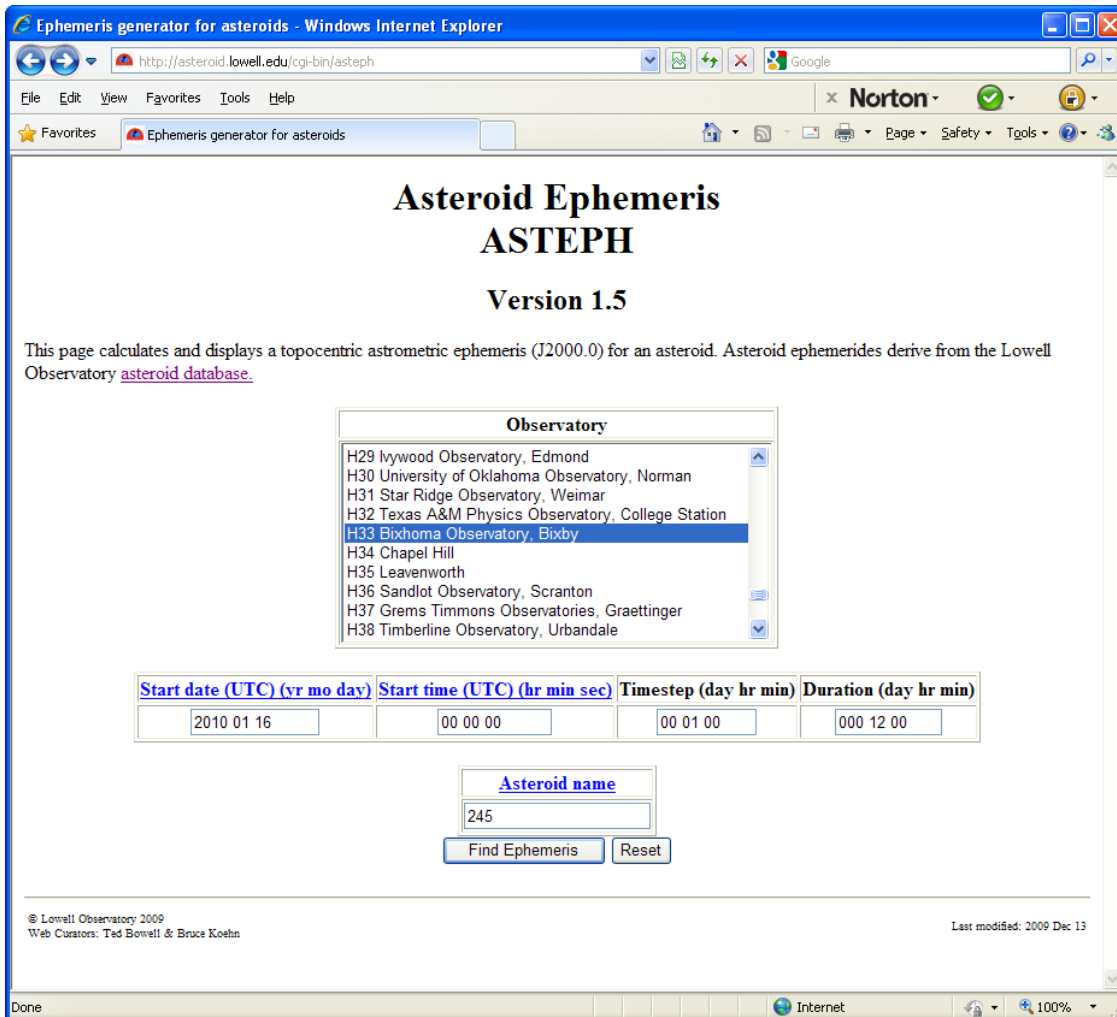 Ephemeris generator for asteroids - Windows Internet Explorer
http://asteroid.lowell.edu/cgi-bin/asteph
Google
File Edit View Favorites Tools Help
x Norton
Favorites
Ephemeris generator for asteroids
Page Safety Tools
Asteroid Ephemeris
ASTEPH
Version 1.5
This page calculates and displays a topocentric astrometric ephemeris (J2000.0) for an asteroid. Asteroid ephemerides derive from the Lowell
Observatory asteroid database.
Observatory
H29 Ivywood Observatory, Edmond
H30 University of Oklahoma Observatory, Norman
H31 Star Ridge Observatory, Weimar
H32 Texas A&M Physics Observatory, College Station
H33 Bixhoma Observatory, Bixby
H34 Chapel Hill
H35 Leavenworth
H36 Sandlot Observatory, Scranton
H37 Grems Timmons Observatories, Graettinger
H38 Timberline Observatory, Urbandale
Start date (UTC) (yr mo day) Start time (UTC) (hr min sec) Timestep (day hr min) Duration (day hr min)
2010 01 16 00 00 00 00 01 00 000 12 00
Asteroid name
245
Find Ephemeris Reset
© Lowell Observatory 2009
Web Curators: Ted Bowell & Bruce Koehn
Last modified: 2009 Dec 13
Done
Internet
100%